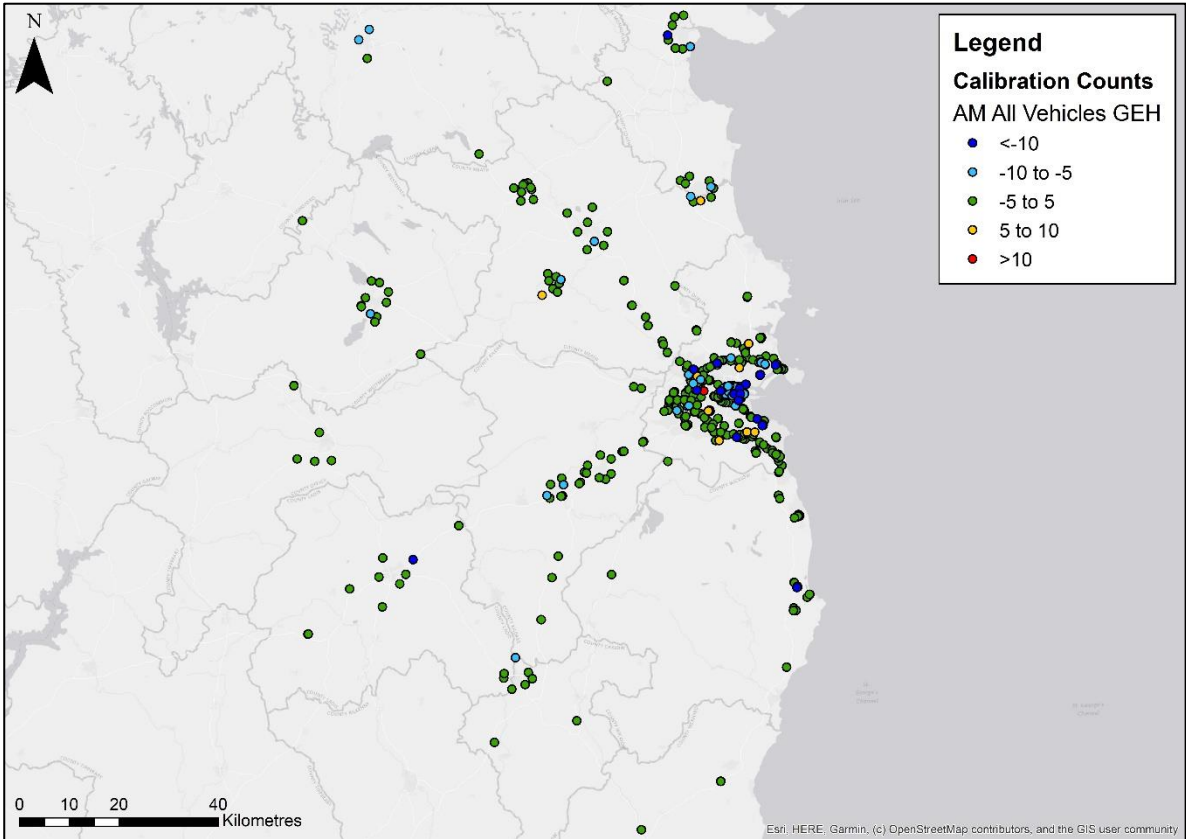 N
Legend
Calibration Counts
AM All Vehicles GEH
<-10
-10 to -5
-5 to 5
5 to 10
>10
0 10 20 40
Kilometres
Esri, HERE, Garmin, (c) OpenStreetMap contributors, and the GIS user community